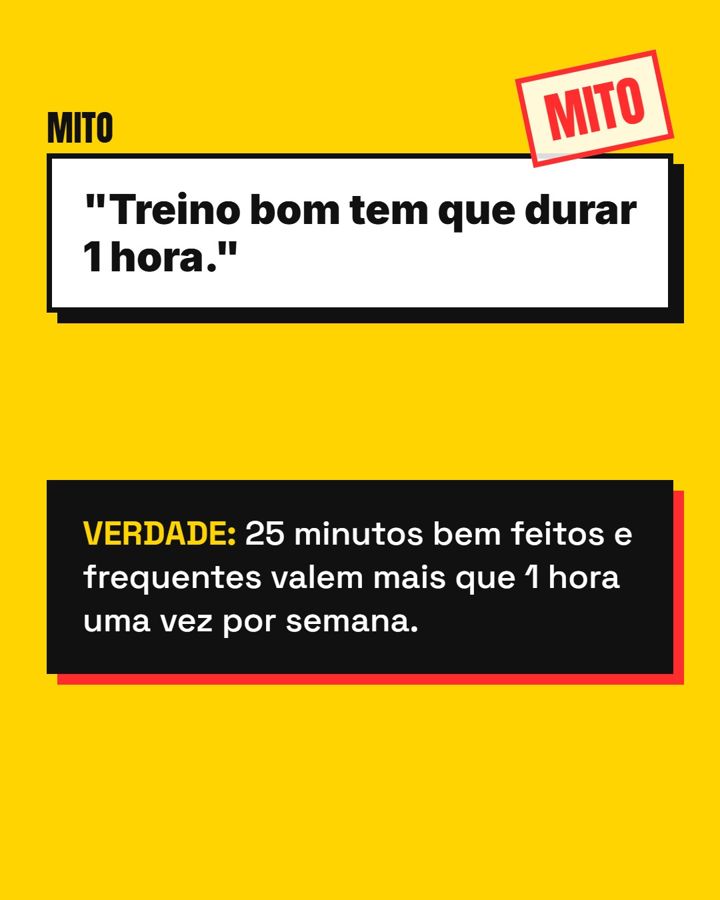 MITO
MITO
"Treino bom tem que durar
1 hora."
VERDADE: 25 minutos bem feitos e
frequentes valem mais que 1 hora
uma vez por semana.